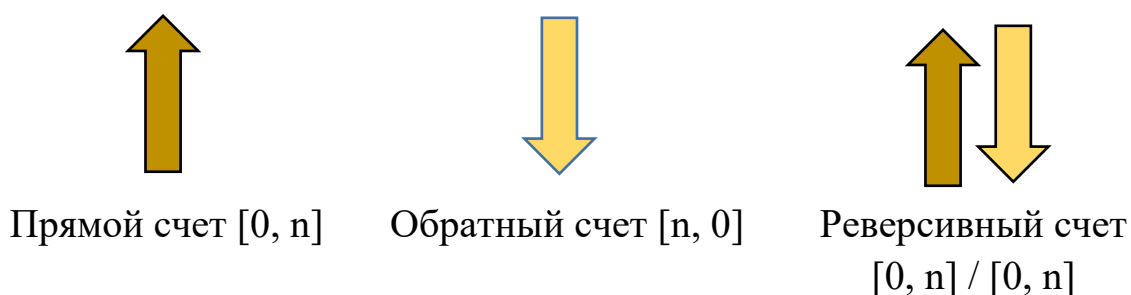 Прямой счет [0, n]
Обратный счет [n, 0]
Реверсивный счет
[0, n] / [0, n]